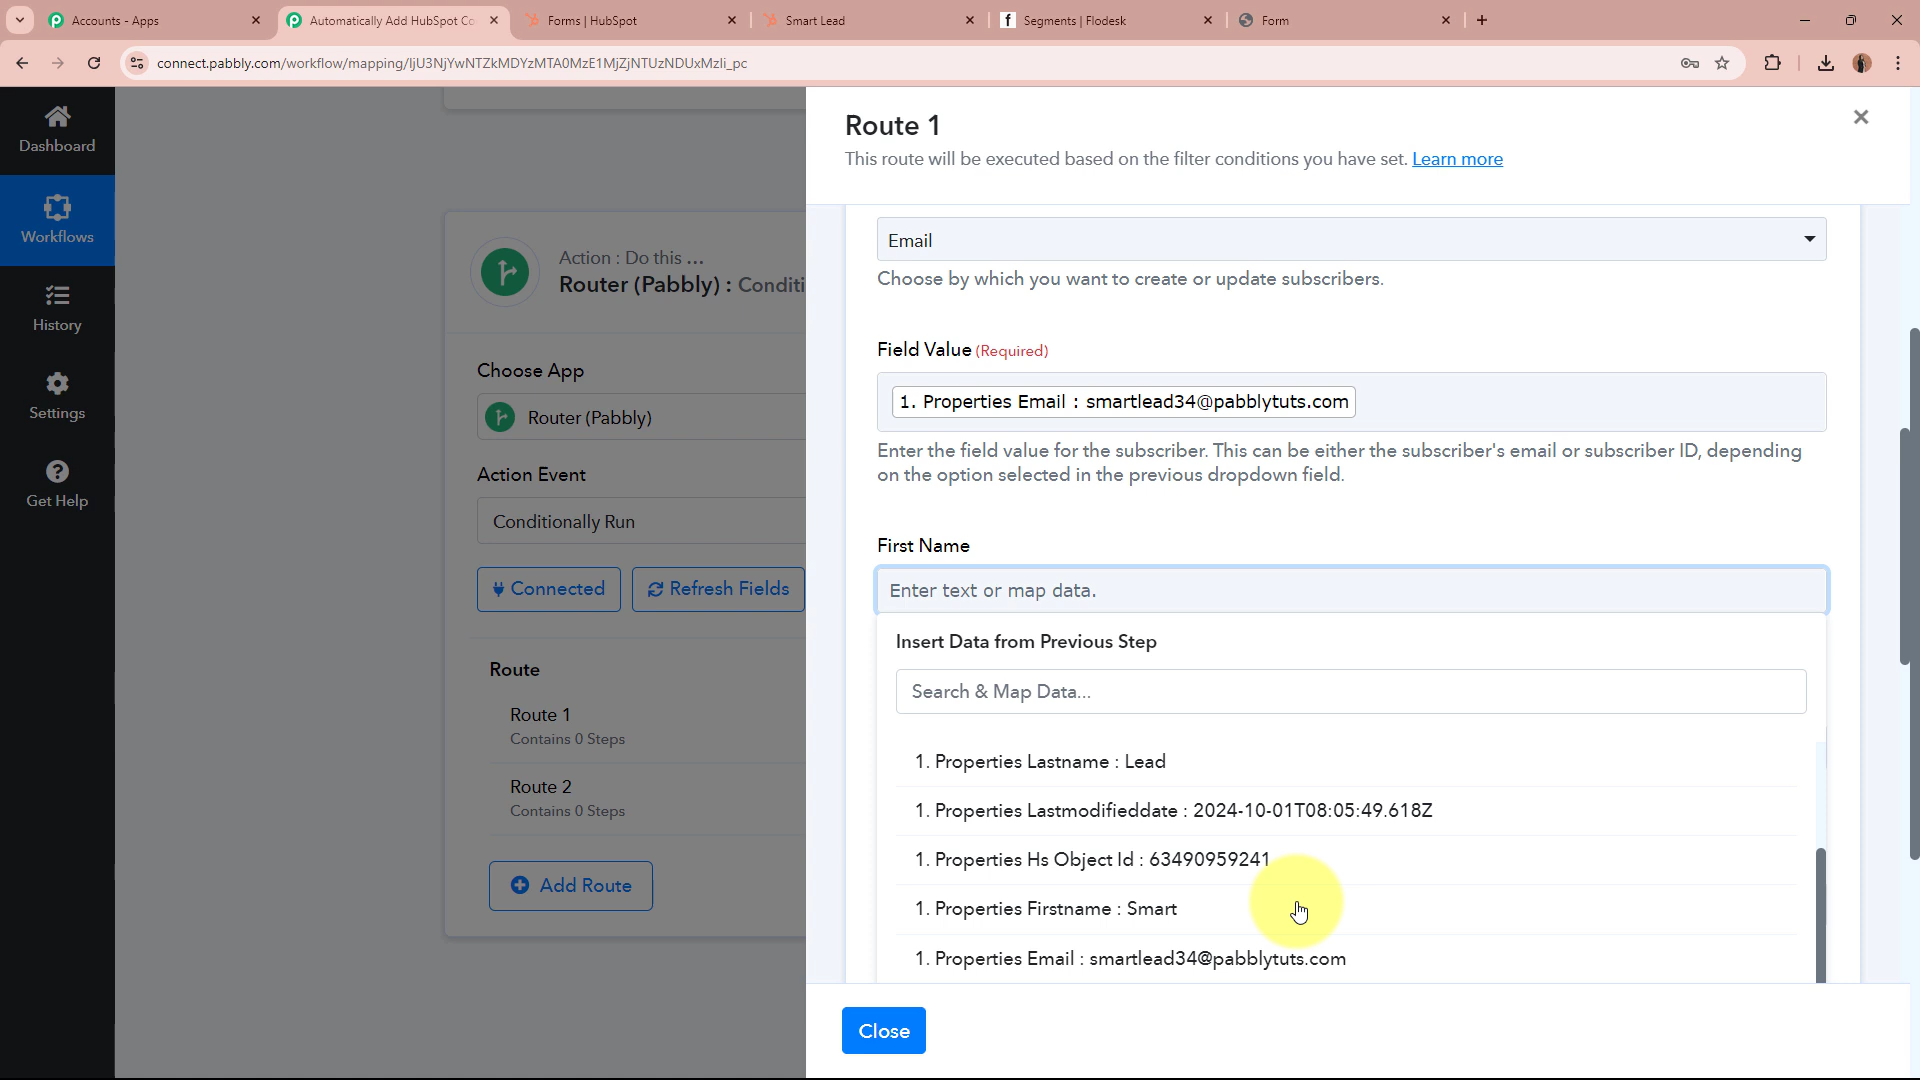 Accounts - Apps
Automatically Add HubSpot Co
Forms | HubSpot
Smart Lead
Segments | Flodesk
Form
connect.pabbly.com/workflow/mapping/IjU3NjYwNTZkMDYzMTA0MzE1MjZjNTUzNDUxMzIi_pc
Dashboard
Workflows
History
Settings
Get Help
Action : Do this ...
Router (Pabbly) : Conditi
Choose App
Router (Pabbly)
Action Event
Conditionally Run
Connected
Refresh Fields
Route
Route 1
Contains 0 Steps
Route 2
Contains 0 Steps
Add Route
Route 1
This route will be executed based on the filter conditions you have set. Learn more
Email
Choose by which you want to create or update subscribers.
Field Value (Required)
1. Properties Email : smartlead34@pabblytuts.com
Enter the field value for the subscriber. This can be either the subscriber's email or subscriber ID, depending
on the option selected in the previous dropdown field.
First Name
Enter text or map data.
Insert Data from Previous Step
Search & Map Data...
1. Properties Lastname : Lead
1. Properties Lastmodifieddate : 2024-10-01T08:05:49.618Z
1. Properties Hs Object Id : 63490959241
1. Properties Firstname : Smart
1. Properties Email : smartlead34@pabblytuts.com
Close